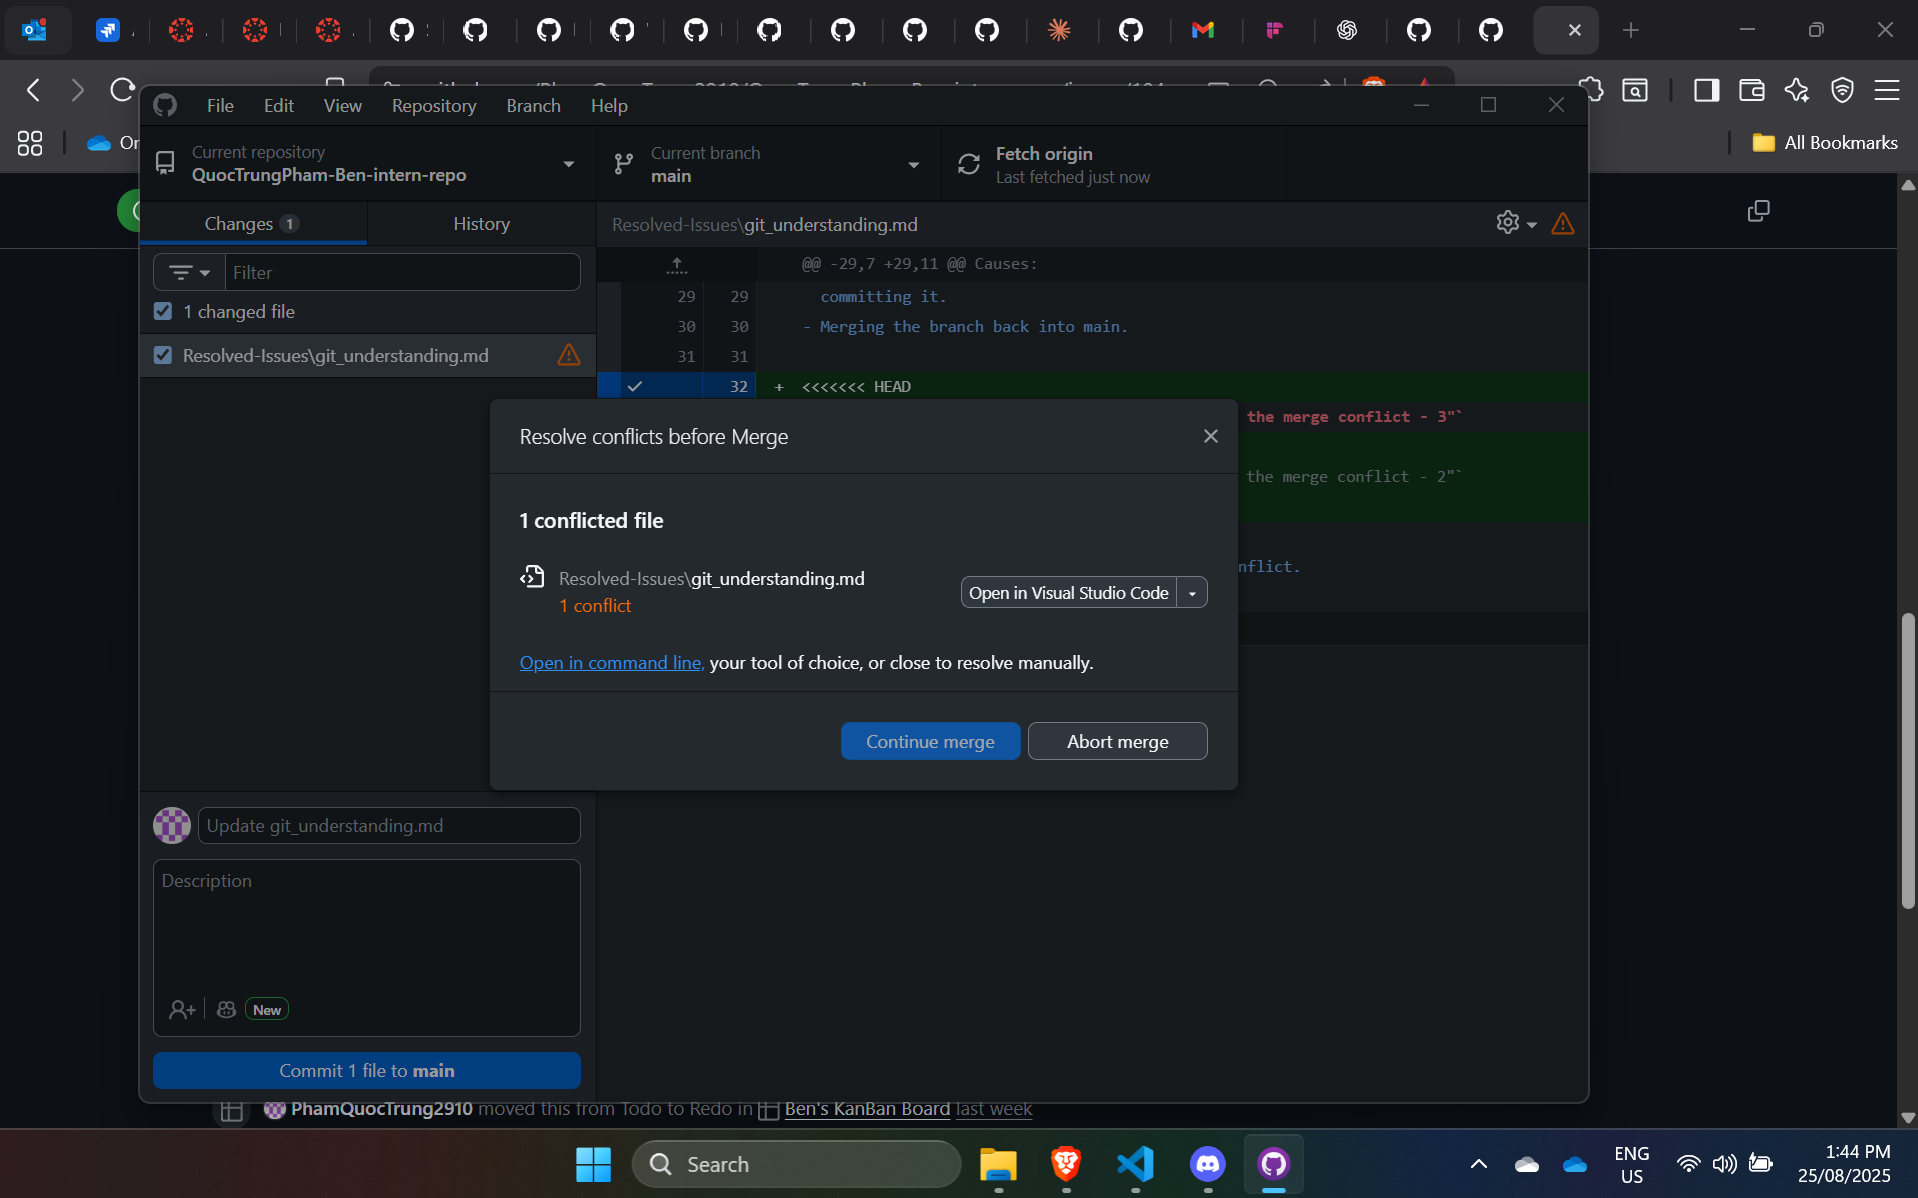 File Edit View Repository Branch Help
All Bookmarks
Current repository
QuocTrungPham-Ben-intern-repo
Current branch
main
Fetch origin
Last fetched just now
Changes 1
History
Resolved-Issues\git_understanding.md
Filter
1 changed file
Resolved-Issues\git_understanding.md
@@ -29,7 +29,11 @@ Causes:
29 29 committing it.
30 30 - Merging the branch back into main.
31 31
32 + <<<<<<< HEAD
the merge conflict - 3"`
the merge conflict - 2"`
nflict.
Resolve conflicts before Merge
1 conflicted file
Resolved-Issues\git_understanding.md
1 conflict
Open in Visual Studio Code
Open in command line, your tool of choice, or close to resolve manually.
Continue merge
Abort merge
Update git_understanding.md
Description
New
Commit 1 file to main
PhamQuocTrung2910 moved this from Todo to Redo in Ben's KanBan Board last week
Search
ENG
US
1:44 PM
25/08/2025